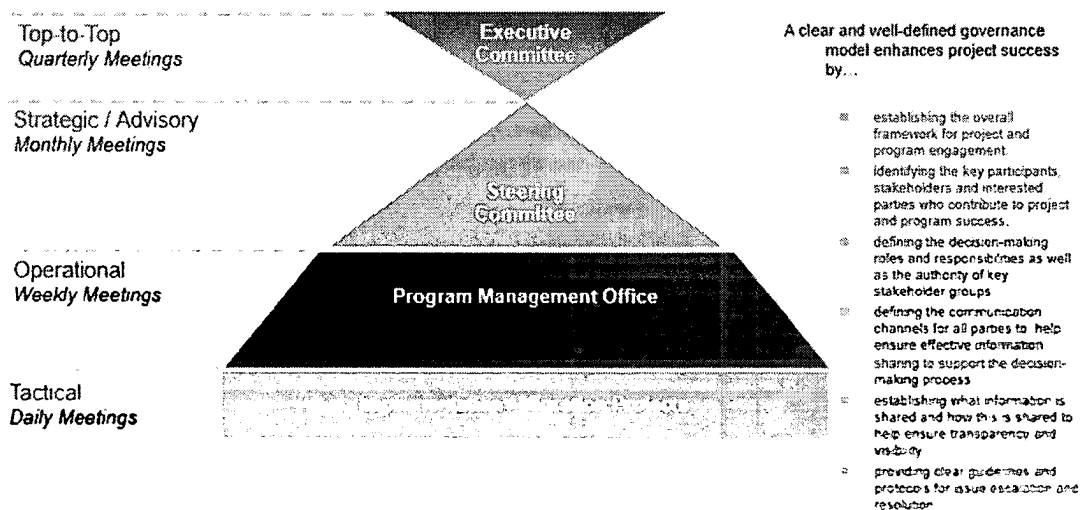 Top-to-Top
Quarterly Meetings
Executive
Committee
Strategic / Advisory
Monthly Meetings
Steering
Committee
Operational
Weekly Meetings
Program Management Office
Tactical
Daily Meetings
A clear and well-defined governance
model enhances project success
by...
establishing the overall
framework for project and
program engagement
identifying the key participants,
stakeholders and interested
parties who contribute to project
and program success.
defining the decision-making
roles and responsibilities as well
as the authority of key
stakeholder groups
defining the communication
channels for all parties to help
ensure effective information
sharing to support the decision-
making process
establishing what information is
shared and how this is shared to
help ensure transparency and
visibility
providing clear guidelines and
protocols for issue escalation and
resolution